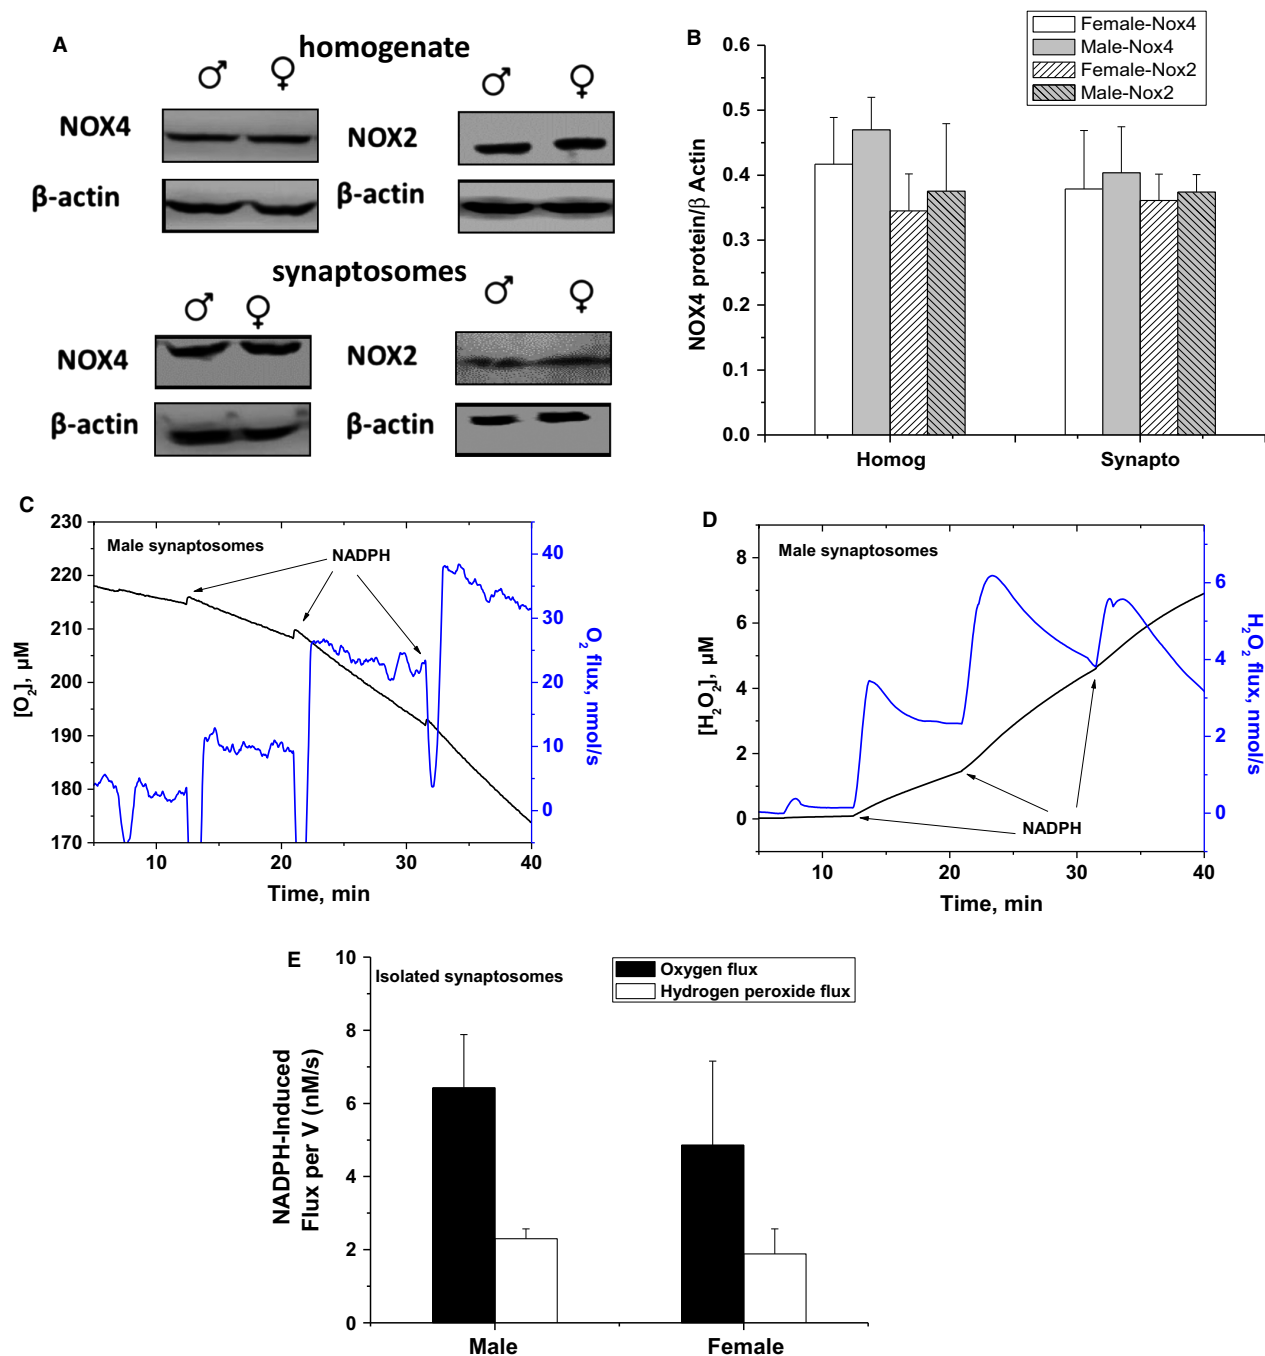 A
homogenate
♂ ♀
♂ ♀
NOX4
NOX2
β-actin
β-actin
synaptosomes
♂ ♀
♂ ♀
NOX4
NOX2
β-actin
β-actin
B
Female-Nox4
Male-Nox4
Female-Nox2
Male-Nox2
NOX4 protein/β Actin
0.6
0.5
0.4
0.3
0.2
0.1
0.0
Homog
Synapto
C
Male synaptosomes
NADPH
[O₂], µM
230
220
210
200
190
180
170
O₂ flux, nmol/s
40
30
20
10
0
10 20 30 40
Time, min
D
Male synaptosomes
NADPH
[H₂O₂], µM
8
6
4
2
0
H₂O₂ flux, nmol/s
6
4
2
0
10 20 30 40
Time, min
E
Isolated synaptosomes
Oxygen flux
Hydrogen peroxide flux
NADPH-Induced
Flux per V (nM/s)
10
8
6
4
2
0
Male
Female